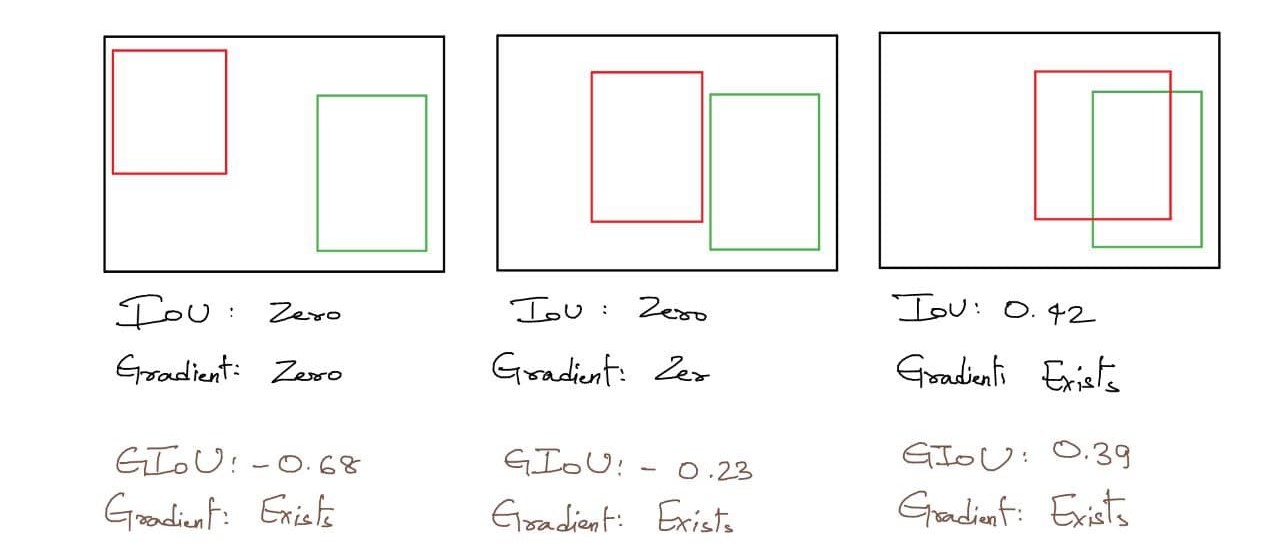 IoU : Zero
Gradient: Zero
GIoU: -0.68
Gradient: Exists
IoU : Zero
Gradient: Zer
GIoU: - 0.23
Gradient: Exists
IoU: 0.42
Gradient: Exists
GIoU: 0.39
Gradient: Exists